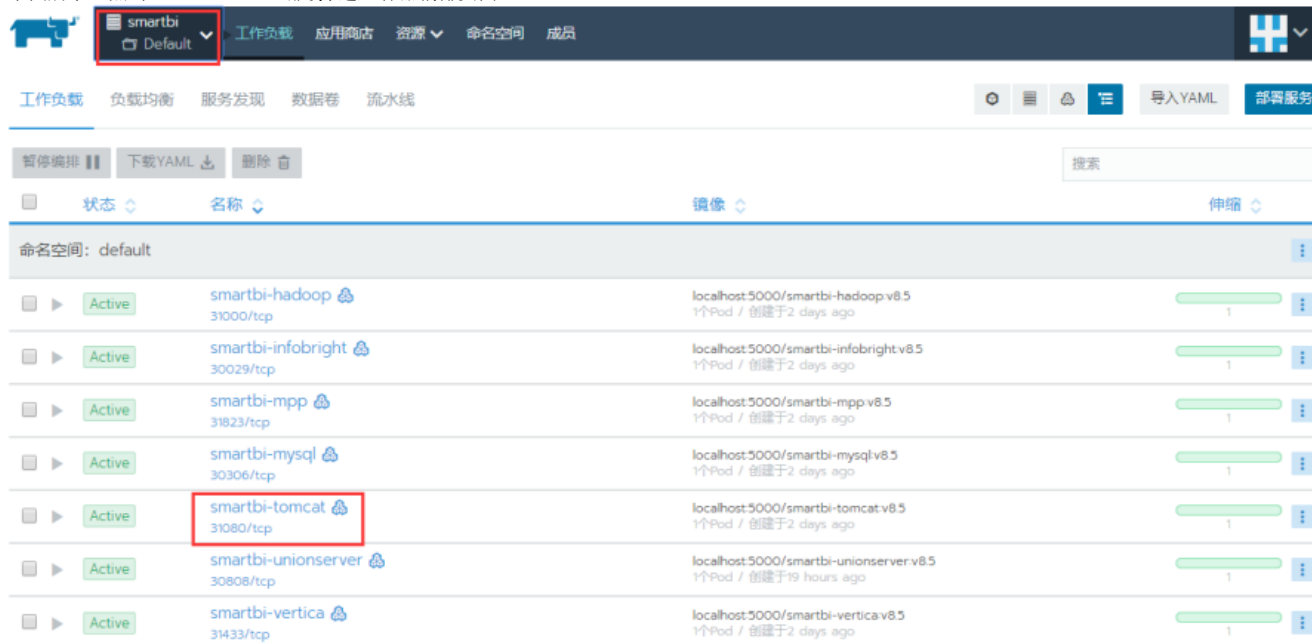 smartbi
Default
工作负载 应用商店 资源 命名空间 成员
工作负载 负载均衡 服务发现 数据卷 流水线 导入YAML 部署服务
暂停编排 下载YAML 删除 搜索
状态 名称 镜像 伸缩
命名空间: default
Active smartbi-hadoop localhost:5000/smartbi-hadoop:v8.5
31000/tcp 1个Pod / 创建于2 days ago 1
Active smartbi-infobright localhost:5000/smartbi-infobright:v8.5
30029/tcp 1个Pod / 创建于2 days ago 1
Active smartbi-mpp localhost:5000/smartbi-mpp:v8.5
31823/tcp 1个Pod / 创建于2 days ago 1
Active smartbi-mysql localhost:5000/smartbi-mysql:v8.5
30306/tcp 1个Pod / 创建于2 days ago 1
Active smartbi-tomcat localhost:5000/smartbi-tomcat:v8.5
31080/tcp 1个Pod / 创建于2 days ago 1
Active smartbi-unionserver localhost:5000/smartbi-unionserver:v8.5
30808/tcp 1个Pod / 创建于19 hours ago 1
Active smartbi-vertica localhost:5000/smartbi-vertica:v8.5
31433/tcp 1个Pod / 创建于2 days ago 1